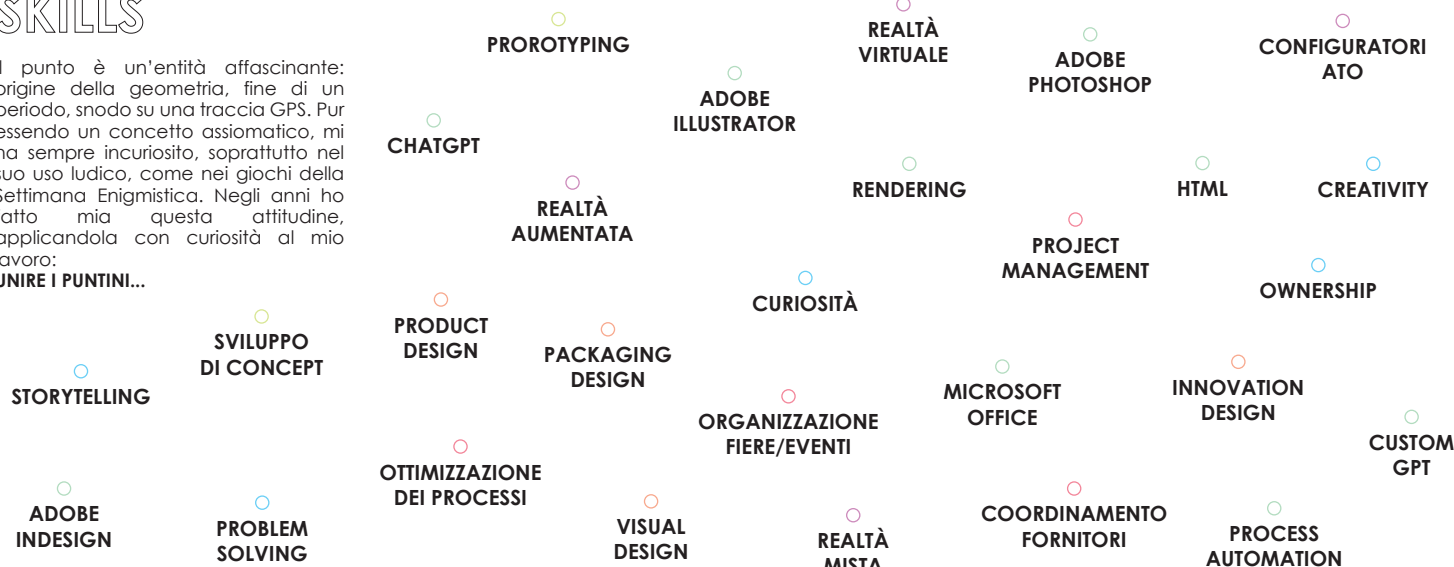 SKILLS
punto è un'entità affascinante:
origine della geometria, fine di un
periodo, snodo su una traccia GPS. Pur
essendo un concetto assiomatico, mi
ha sempre incuriosito, soprattutto nel
suo uso ludico, come nei giochi della
Settimana Enigmistica. Negli anni ho
fatto mia questa attitudine,
applicandola con curiosità al mio
lavoro:
UNIRE I PUNTINI...
PROROTYPING
REALTÀ
VIRTUALE
ADOBE
PHOTOSHOP
CONFIGURATORI
ATO
ADOBE
ILLUSTRATOR
CHATGPT
RENDERING
HTML
CREATIVITY
REALTÀ
AUMENTATA
PROJECT
MANAGEMENT
CURIOSITÀ
OWNERSHIP
SVILUPPO
DI CONCEPT
PRODUCT
DESIGN
PACKAGING
DESIGN
STORYTELLING
MICROSOFT
OFFICE
INNOVATION
DESIGN
ORGANIZZAZIONE
FIERE/EVENTI
CUSTOM
GPT
OTTIMIZZAZIONE
DEI PROCESSI
ADOBE
INDESIGN
PROBLEM
SOLVING
VISUAL
DESIGN
REALTÀ
MISTA
COORDINAMENTO
FORNITORI
PROCESS
AUTOMATION